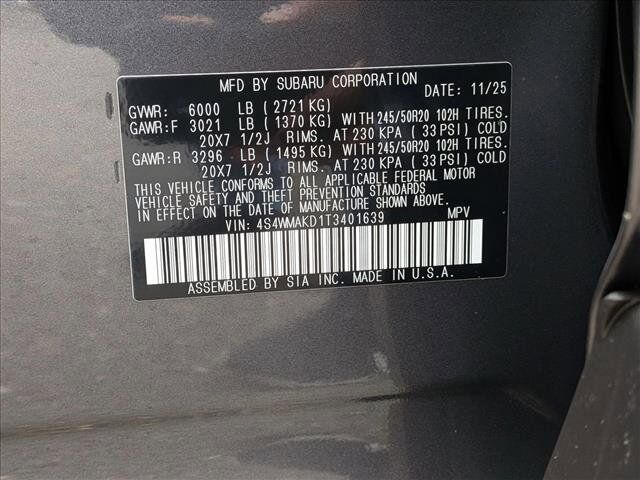 MFD BY SUBARU CORPORATION DATE: 11/25
GVWR: 6000 LB ( 2721 KG)
GAWR:F 3021 LB ( 1370 KG) WITH 245/50R20 102H TIRES.
20X7 1/2J RIMS. AT 230 KPA ( 33 PSI) COLD
GAWR:R 3296 LB ( 1495 KG) WITH 245/50R20 102H TIRES.
20X7 1/2J RIMS. AT 230 KPA ( 33 PSI) COLD
THIS VEHICLE CONFORMS TO ALL APPLICABLE FEDERAL MOTOR
VEHICLE SAFETY AND THEFT PREVENTION STANDARDS
IN EFFECT ON THE DATE OF MANUFACTURE SHOWN ABOVE.
VIN: 4S4WMAKD1T3401639 MPV
ASSEMBLED BY SIA INC. MADE IN U.S.A.